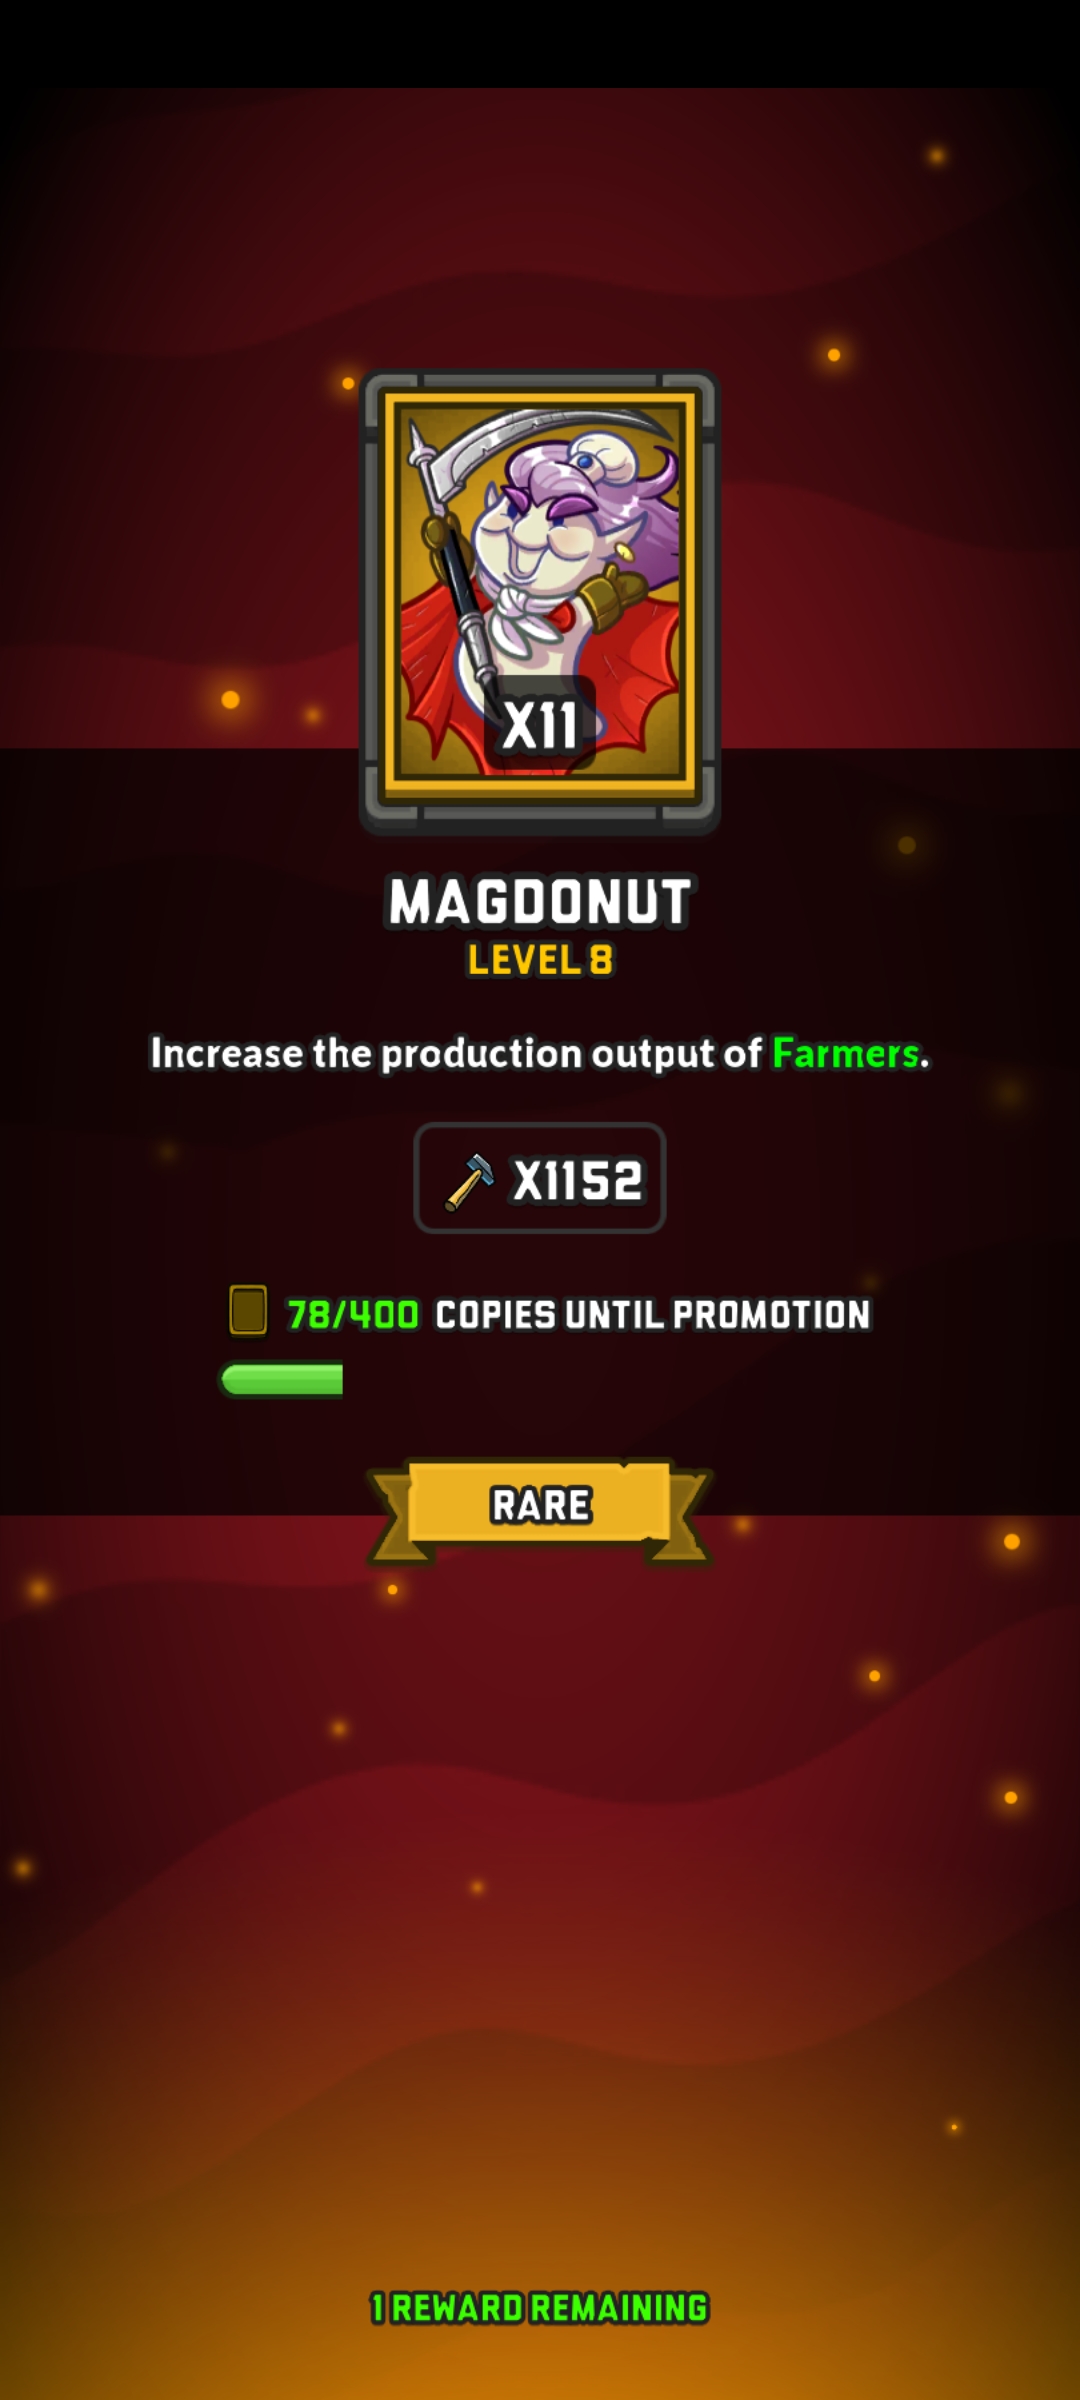 X11
MAGDONUT
LEVEL 8
Increase the production output of Farmers.
X1152
78/400 COPIES UNTIL PROMOTION
RARE
1 REWARD REMAINING